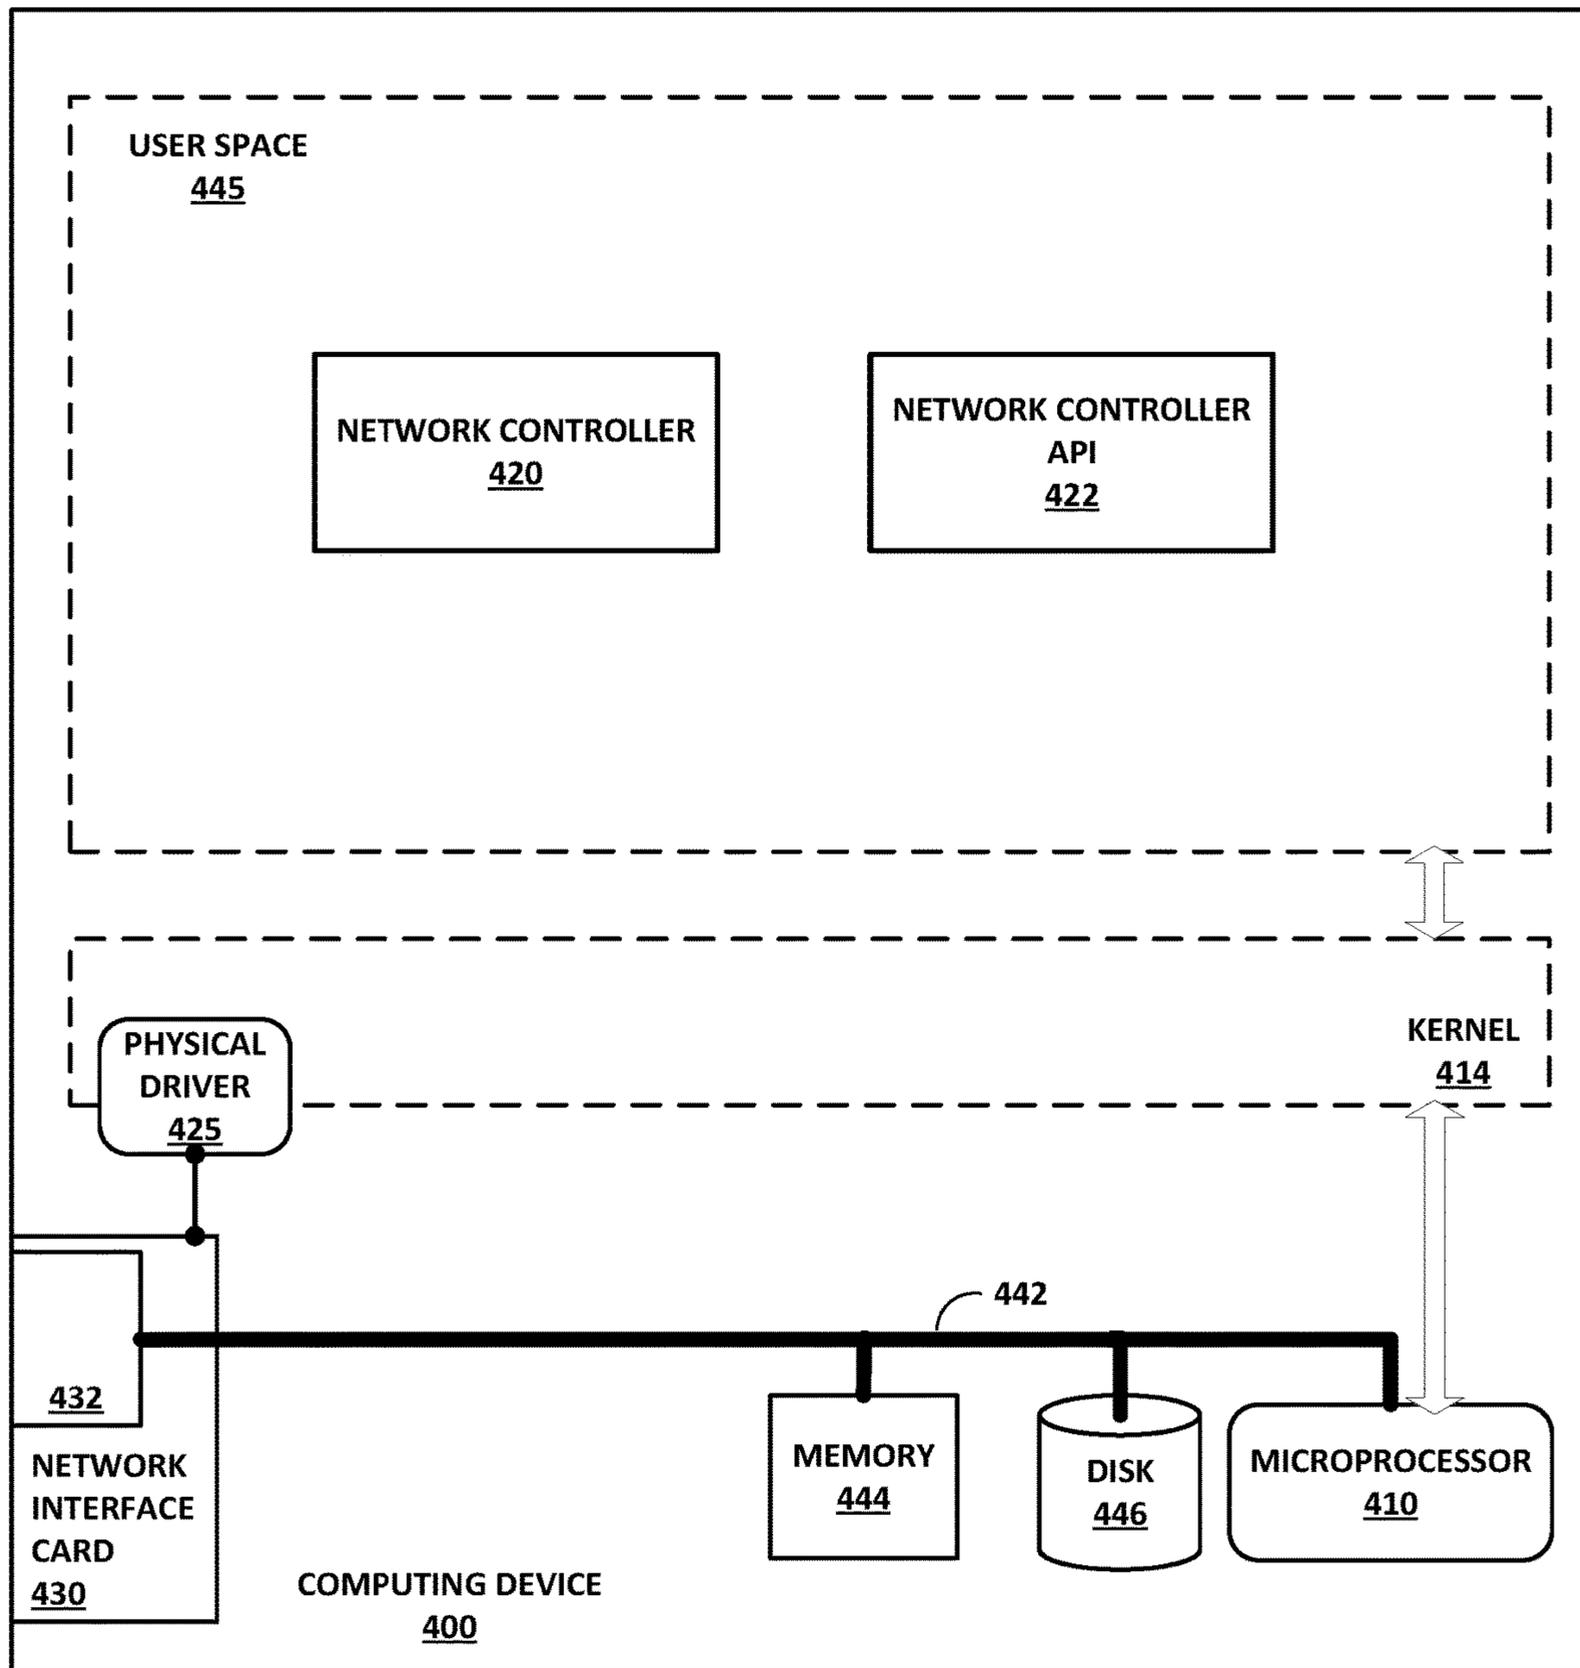 USER SPACE
445
NETWORK CONTROLLER
420
NETWORK CONTROLLER
API
422
KERNEL
414
PHYSICAL
DRIVER
425
442
432
NETWORK
INTERFACE
CARD
430
MEMORY
444
DISK
446
MICROPROCESSOR
410
COMPUTING DEVICE
400